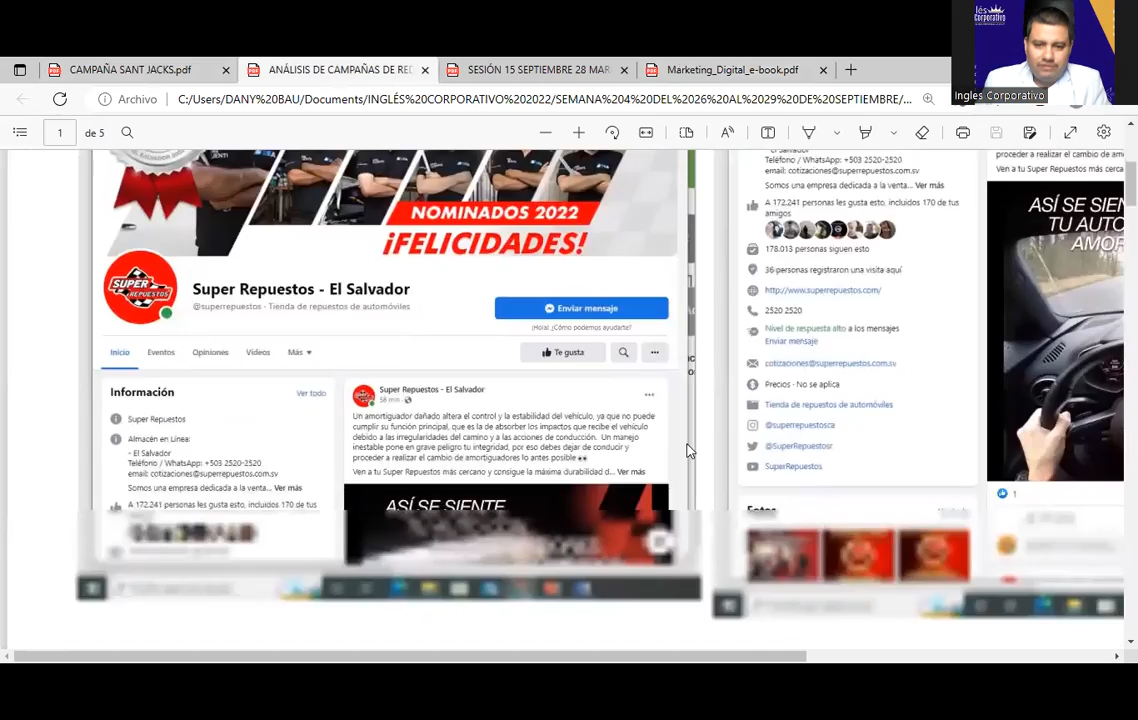 lés
Corporativo
Ingles Corporativo
CAMPAÑA SANT JACKS.pdf
ANÁLISIS DE CAMPAÑAS DE REC
SESIÓN 15 SEPTIEMBRE 28 MAR
Marketing_Digital_e-book.pdf
Archivo
C:/Users/DANY%20BAU/Documents/INGLÉS%20CORPORATIVO%202022/SEMANA%204%20DEL%2026%20AL%2029%20DE%20SEPTIEMBRE/...
1
de 5
NOMINADOS 2022
¡FELICIDADES!
SUPER
REPUESTOS
Super Repuestos - El Salvador
@superrepuestos · Tienda de repuestos de automóviles
Enviar mensaje
¡Hola! ¿Cómo podemos ayudarte?
Inicio
Eventos
Opiniones
Videos
Más
Te gusta
Información
Ver todo
Super Repuestos
Almacén en Línea:
- El Salvador
Teléfono / WhatsApp: +503 2520-2520
email: cotizaciones@superrepuestos.com.sv
Somos una empresa dedicada a la venta... Ver más
A 172.241 personas les gusta esto, incluidos 170 de tus
Super Repuestos - El Salvador
58 min ·
Un amortiguador dañado altera el control y la estabilidad del vehículo, ya que no puede
cumplir su función principal, que es la de absorber los impactos que recibe el vehículo
debido a las irregularidades del camino y a las acciones de conducción. Un manejo
inestable pone en grave peligro tu integridad, por eso debes dejar de conducir y
proceder a realizar el cambio de amortiguadores lo antes posible
Ven a tu Super Repuestos más cercano y consigue la máxima durabilidad d... Ver más
ASÍ SE SIENTE
Teléfono / WhatsApp: +503 2520-2520
email: cotizaciones@superrepuestos.com.sv
Somos una empresa dedicada a la venta... Ver más
A 172.241 personas les gusta esto, incluidos 170 de tus
amigos
178.013 personas siguen esto
36 personas registraron una visita aquí
http://www.superrepuestos.com/
2520 2520
Nivel de respuesta alto a los mensajes
Enviar mensaje
cotizaciones@superrepuestos.com.sv
Precios · No se aplica
Tienda de repuestos de automóviles
@superrepuestosca
@SuperRepuestosr
SuperRepuestos
Fotos
proceder a realizar el cambio de am
Ven a tu Super Repuestos más cerca
ASÍ SE SIEN
TU AUTO
AMOR
1